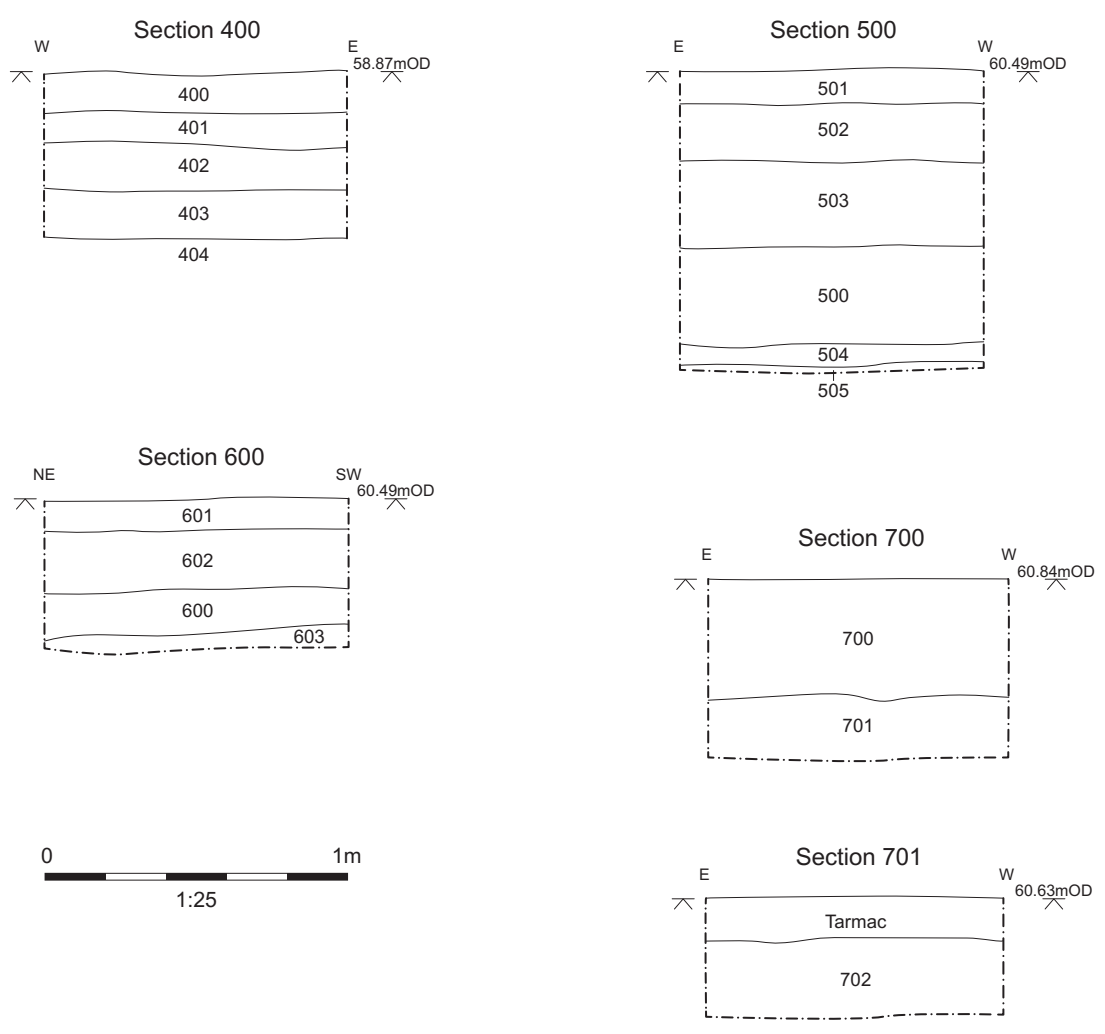 Section 400
W E
58.87mOD
400
401
402
403
404
Section 500
E W
60.49mOD
501
502
503
500
504
505
Section 600
NE SW
60.49mOD
601
602
600
603
Section 700
E W
60.84mOD
700
701
0 1m
1:25
Section 701
E W
60.63mOD
Tarmac
702